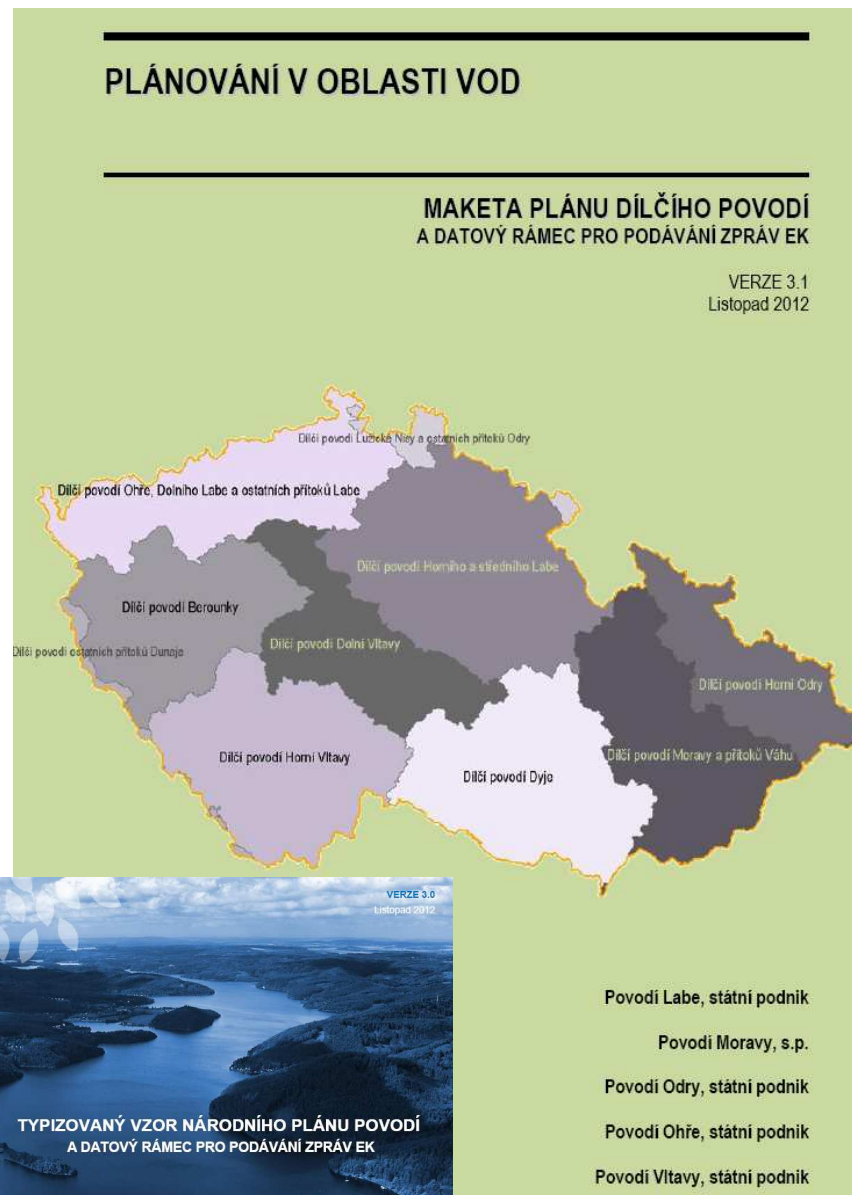 PLÁNOVÁNÍ V OBLASTI VOD
MAKETA PLÁNU DÍLČÍHO POVODÍ
A DATOVÝ RÁMEC PRO PODÁVÁNÍ ZPRÁV EK
VERZE 3.1
Listopad 2012
Dílčí povodí Lužické Nisy a ostatních přítoků Odry
Dílčí povodí Ohře, Dolního Labe a ostatních přítoků Labe
Dílčí povodí Horního a středního Labe
Dílčí povodí Berounky
Dílčí povodí Dolní Vltavy
Dílčí povodí ostatních přítoků Dunaje
Dílčí povodí Horní Odry
Dílčí povodí Horní Vltavy
Dílčí povodí Moravy a přítoků Váhu
Dílčí povodí Dyje
VERZE 3.0
Listopad 2012
TYPIZOVANÝ VZOR NÁRODNÍHO PLÁNU POVODÍ
A DATOVÝ RÁMEC PRO PODÁVÁNÍ ZPRÁV EK
Povodí Labe, státní podnik
Povodí Moravy, s.p.
Povodí Odry, státní podnik
Povodí Ohře, státní podnik
Povodí Vltavy, státní podnik